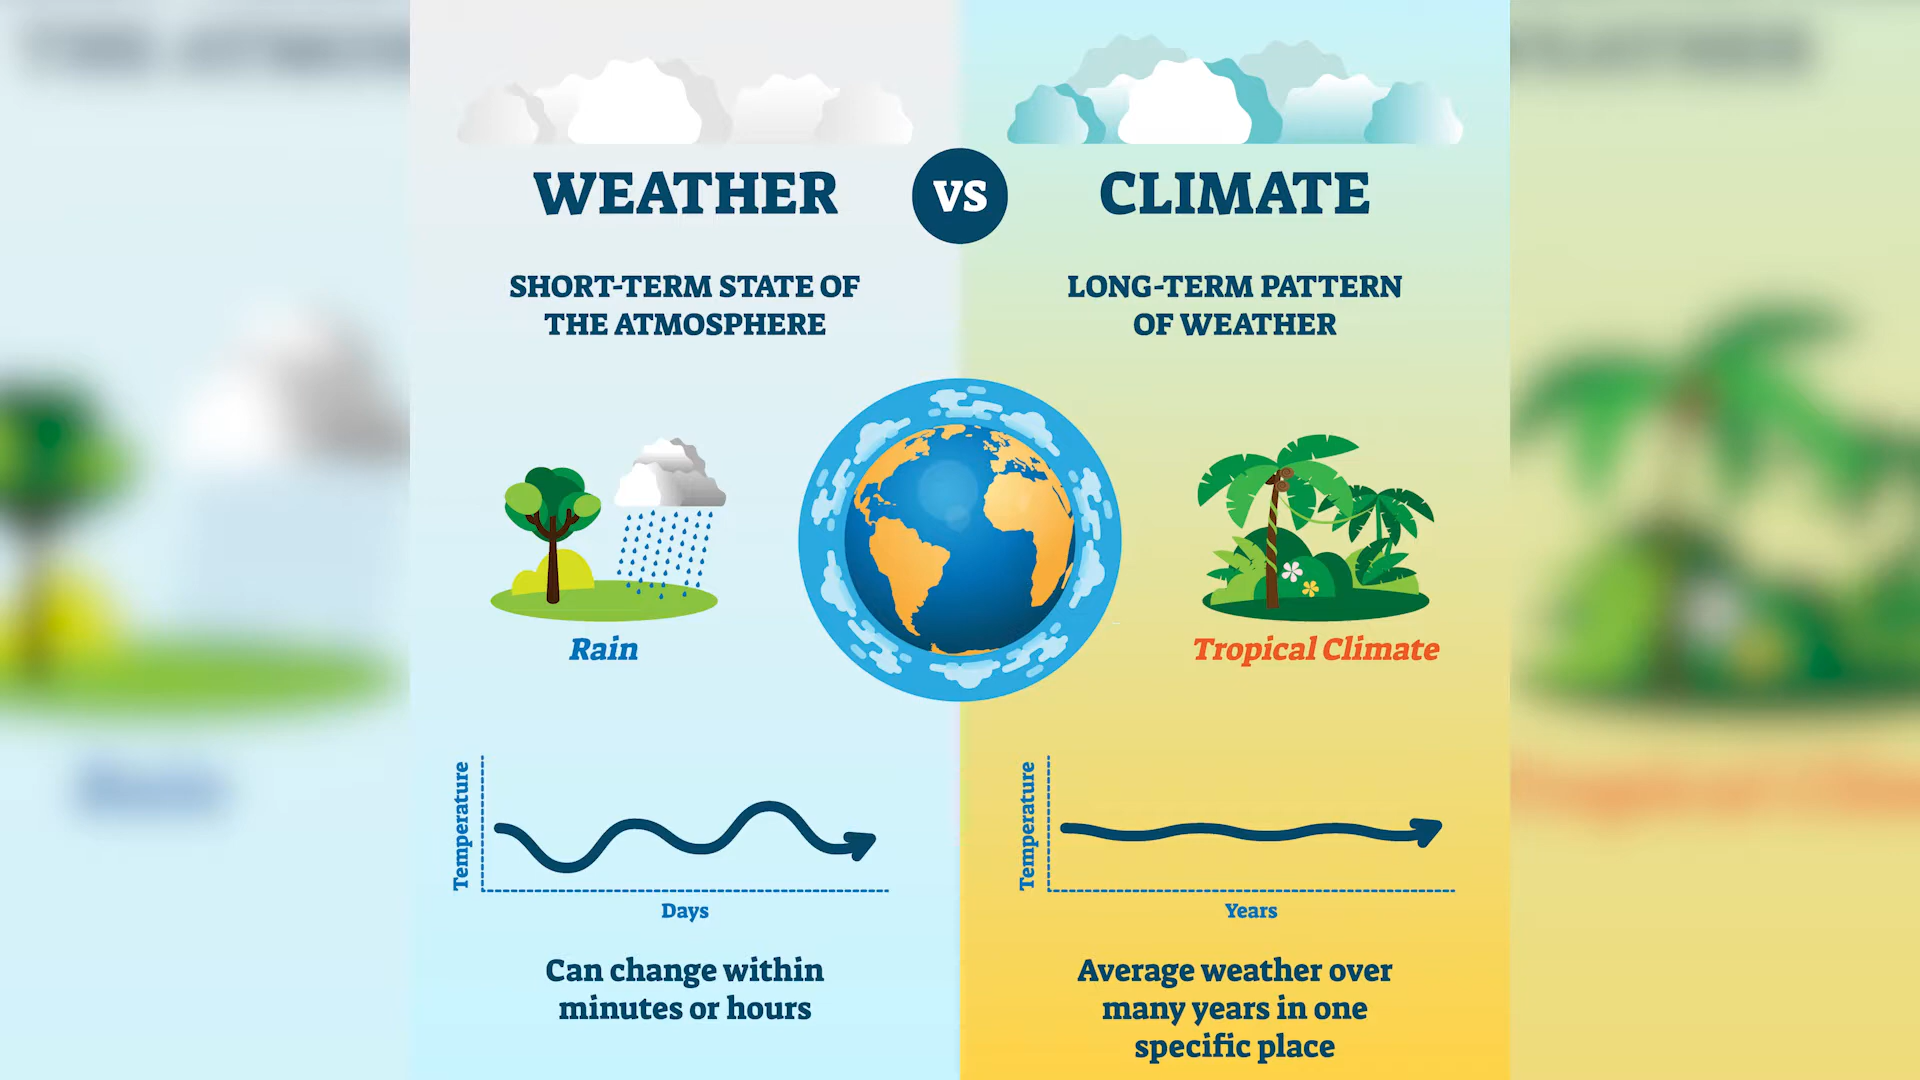 WEATHER
VS
CLIMATE
SHORT-TERM STATE OF
THE ATMOSPHERE
LONG-TERM PATTERN
OF WEATHER
Rain
Tropical Climate
Temperature
Days
Temperature
Years
Can change within
minutes or hours
Average weather over
many years in one
specific place